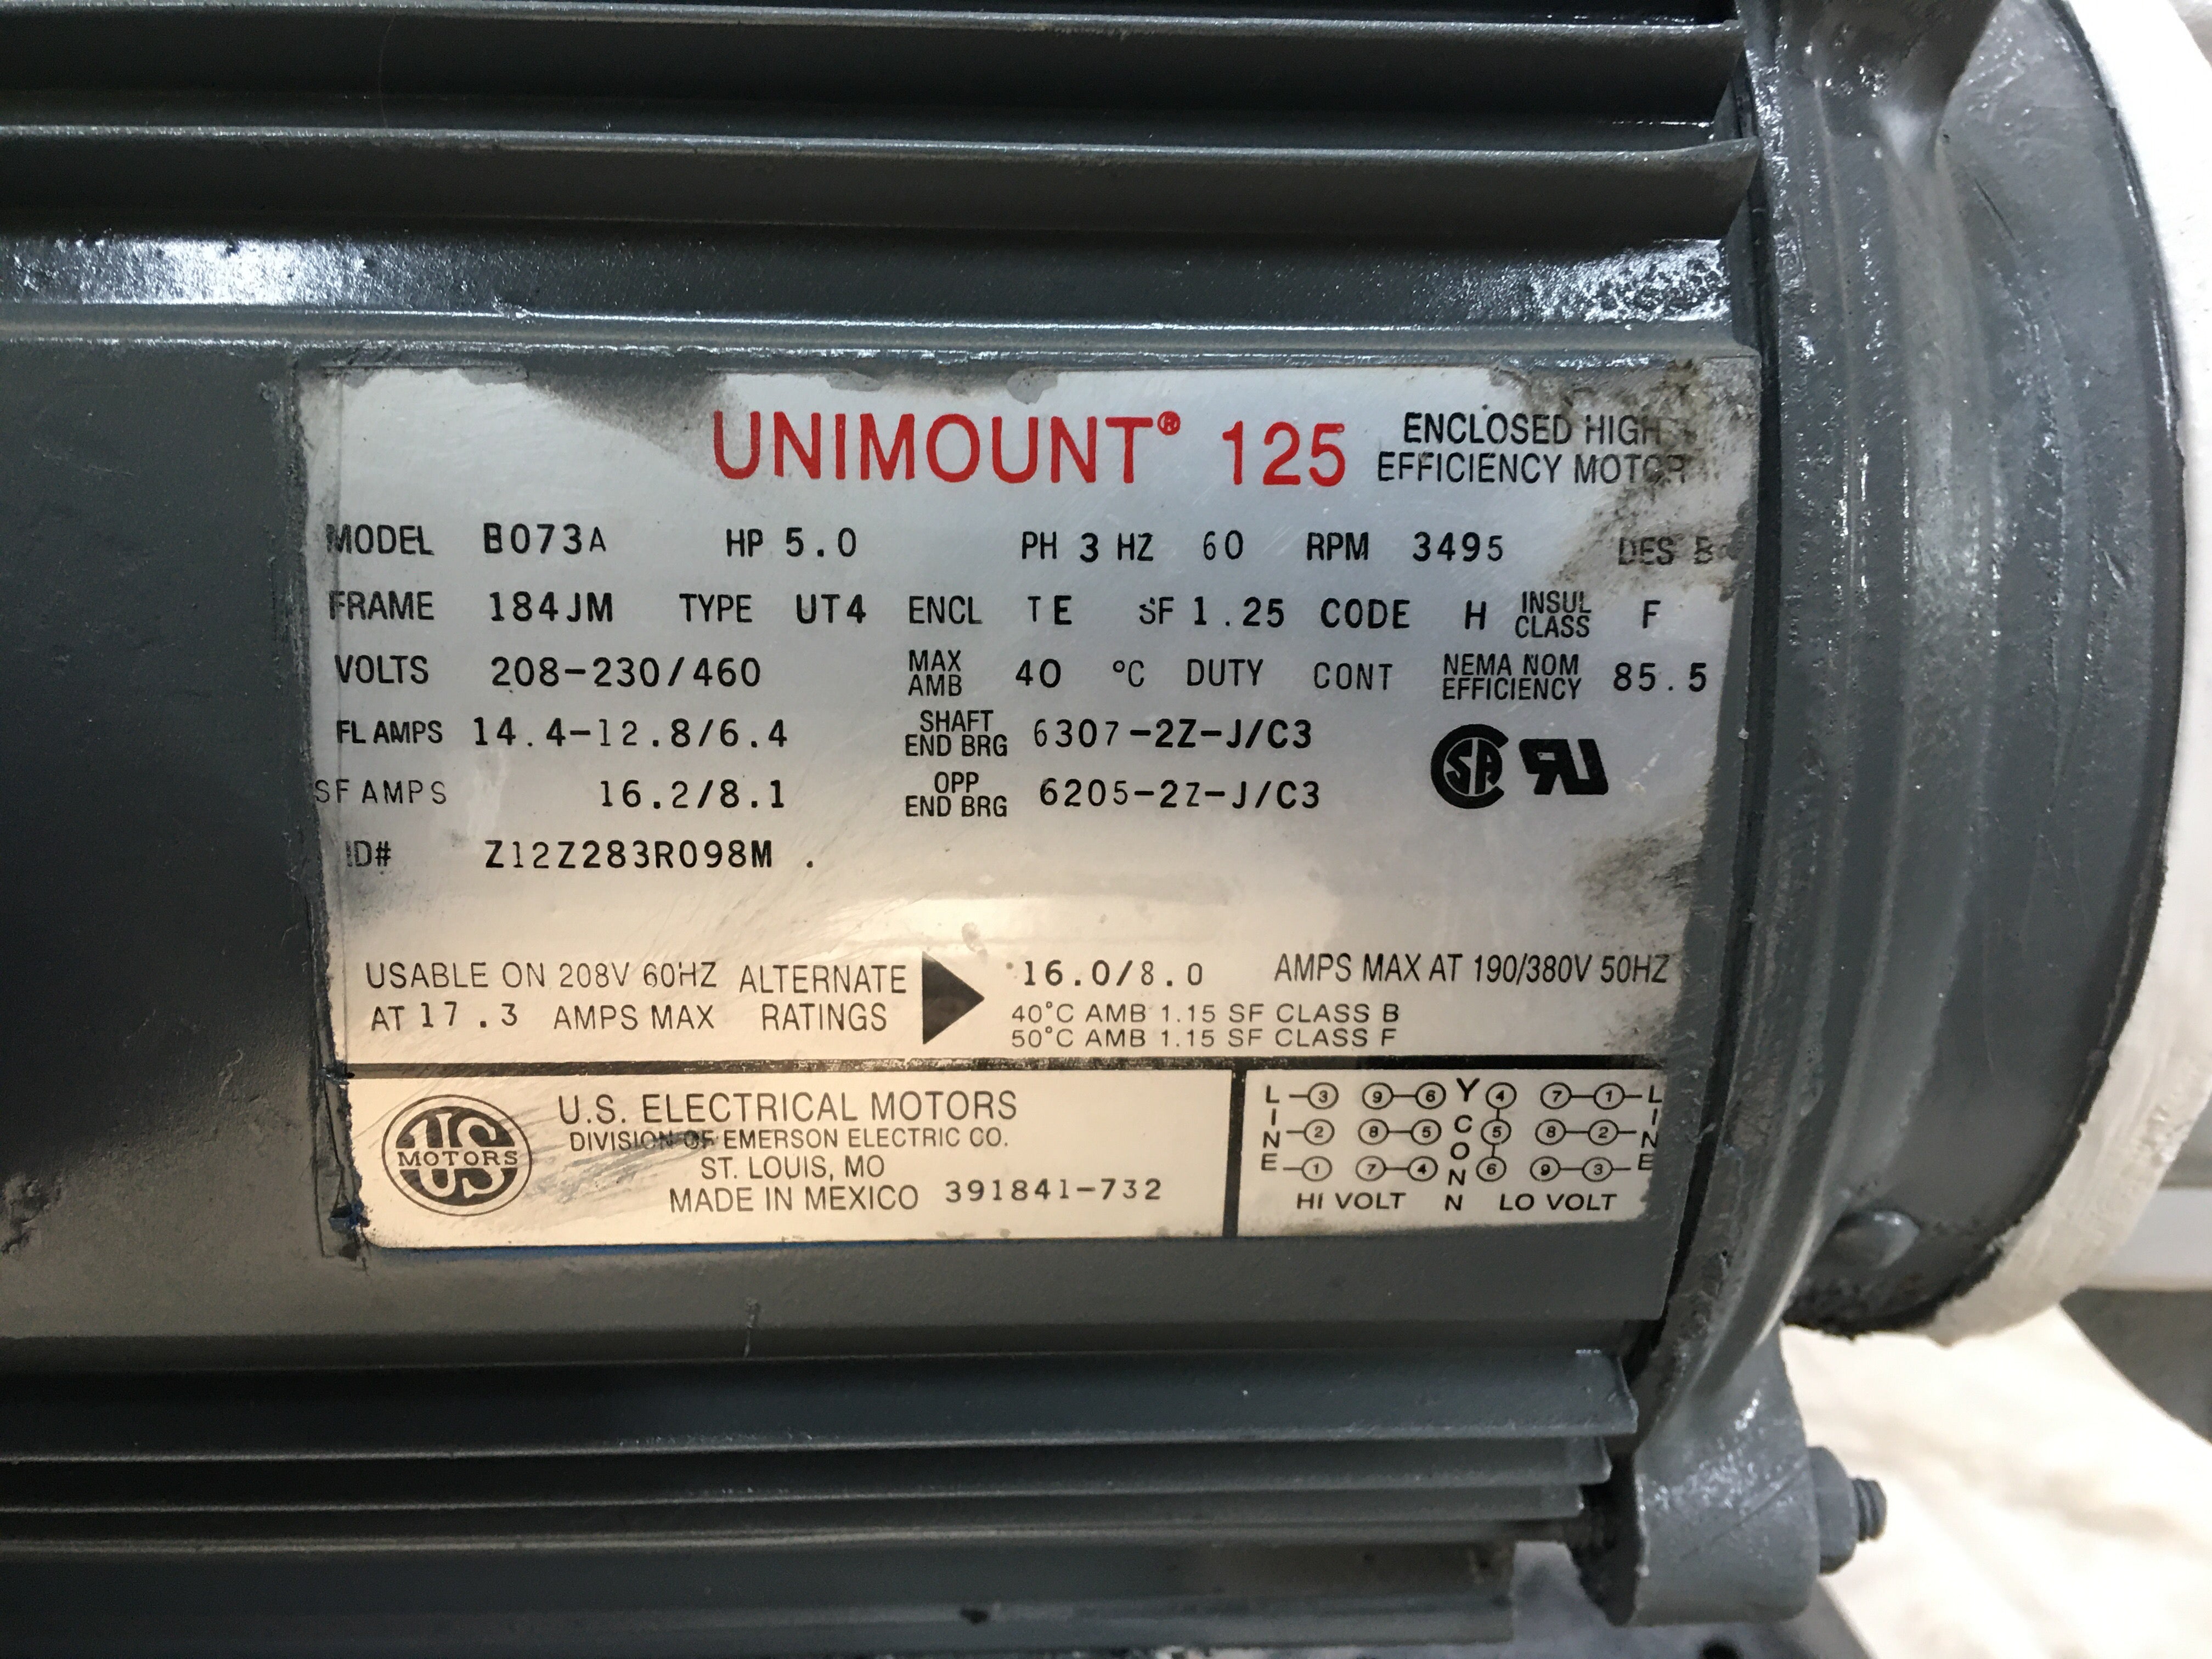 UNIMOUNT® 125 ENCLOSED HIGH EFFICIENCY MOTOR
MODEL B073A HP 5.0 PH 3 HZ 60 RPM 3495 DES B
FRAME 184JM TYPE UT4 ENCL TE SF 1.25 CODE H INSUL CLASS F
VOLTS 208-230/460 MAX AMB 40 °C DUTY CONT NEMA NOM EFFICIENCY 85.5
FL AMPS 14.4-12.8/6.4 SHAFT END BRG 6307-2Z-J/C3
SF AMPS 16.2/8.1 OPP END BRG 6205-2Z-J/C3
SA RU
ID# Z12Z283R098M .
USABLE ON 208V 60HZ
AT 17.3 AMPS MAX
ALTERNATE
RATINGS
16.0/8.0 AMPS MAX AT 190/380V 50HZ
40°C AMB 1.15 SF CLASS B
50°C AMB 1.15 SF CLASS F
US MOTORS
U.S. ELECTRICAL MOTORS
DIVISION OF EMERSON ELECTRIC CO.
ST. LOUIS, MO
MADE IN MEXICO 391841-732
L 3 9 6 Y 4 7 1 L
I N 2 8 5 C 5 8 2 I N
E 1 7 4 O N 6 9 3 E
HI VOLT N LO VOLT